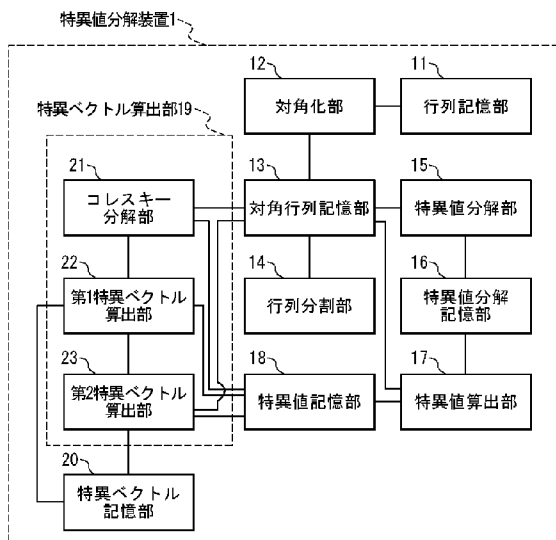 特異値分解装置1
12
11
対角化部
行列記憶部
特異ベクトル算出部19
21
13
15
コレスキー
分解部
対角行列記憶部
特異値分解部
22
14
16
第1特異ベクトル
算出部
行列分割部
特異値分解
記憶部
23
18
17
第2特異ベクトル
算出部
特異値記憶部
特異値算出部
20
特異ベクトル
記憶部